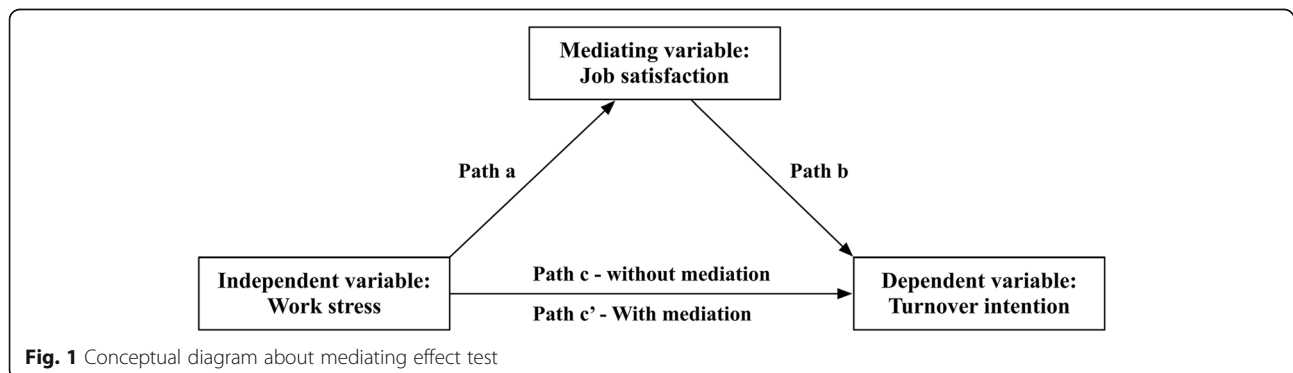 Mediating variable:
Job satisfaction
Path a
Path b
Independent variable:
Work stress
Path c - without mediation
Path c’ - With mediation
Dependent variable:
Turnover intention
Fig. 1 Conceptual diagram about mediating effect test